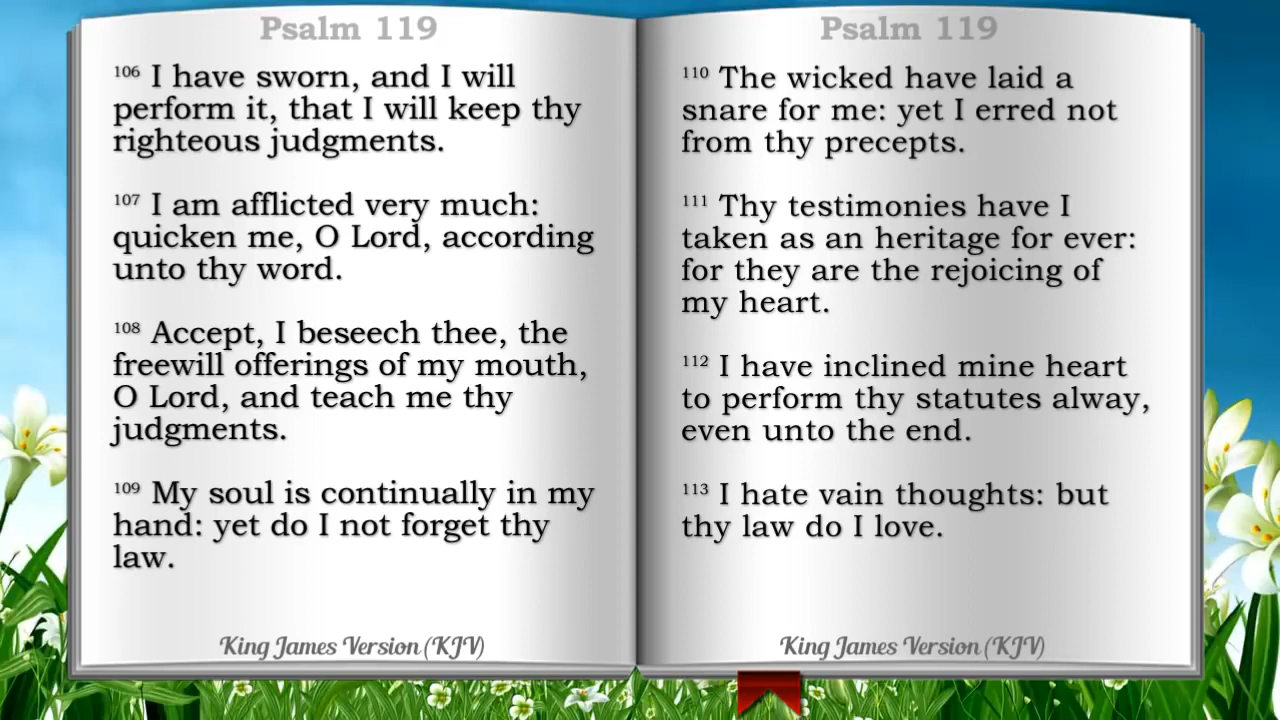 Psalm 119
106 I have sworn, and I will
perform it, that I will keep thy
righteous judgments.
107 I am afflicted very much:
quicken me, O Lord, according
unto thy word.
108 Accept, I beseech thee, the
freewill offerings of my mouth,
O Lord, and teach me thy
judgments.
109 My soul is continually in my
hand: yet do I not forget thy
law.
King James Version (KJV)
Psalm 119
110 The wicked have laid a
snare for me: yet I erred not
from thy precepts.
111 Thy testimonies have I
taken as an heritage for ever:
for they are the rejoicing of
my heart.
112 I have inclined mine heart
to perform thy statutes alway,
even unto the end.
113 I hate vain thoughts: but
thy law do I love.
King James Version (KJV)